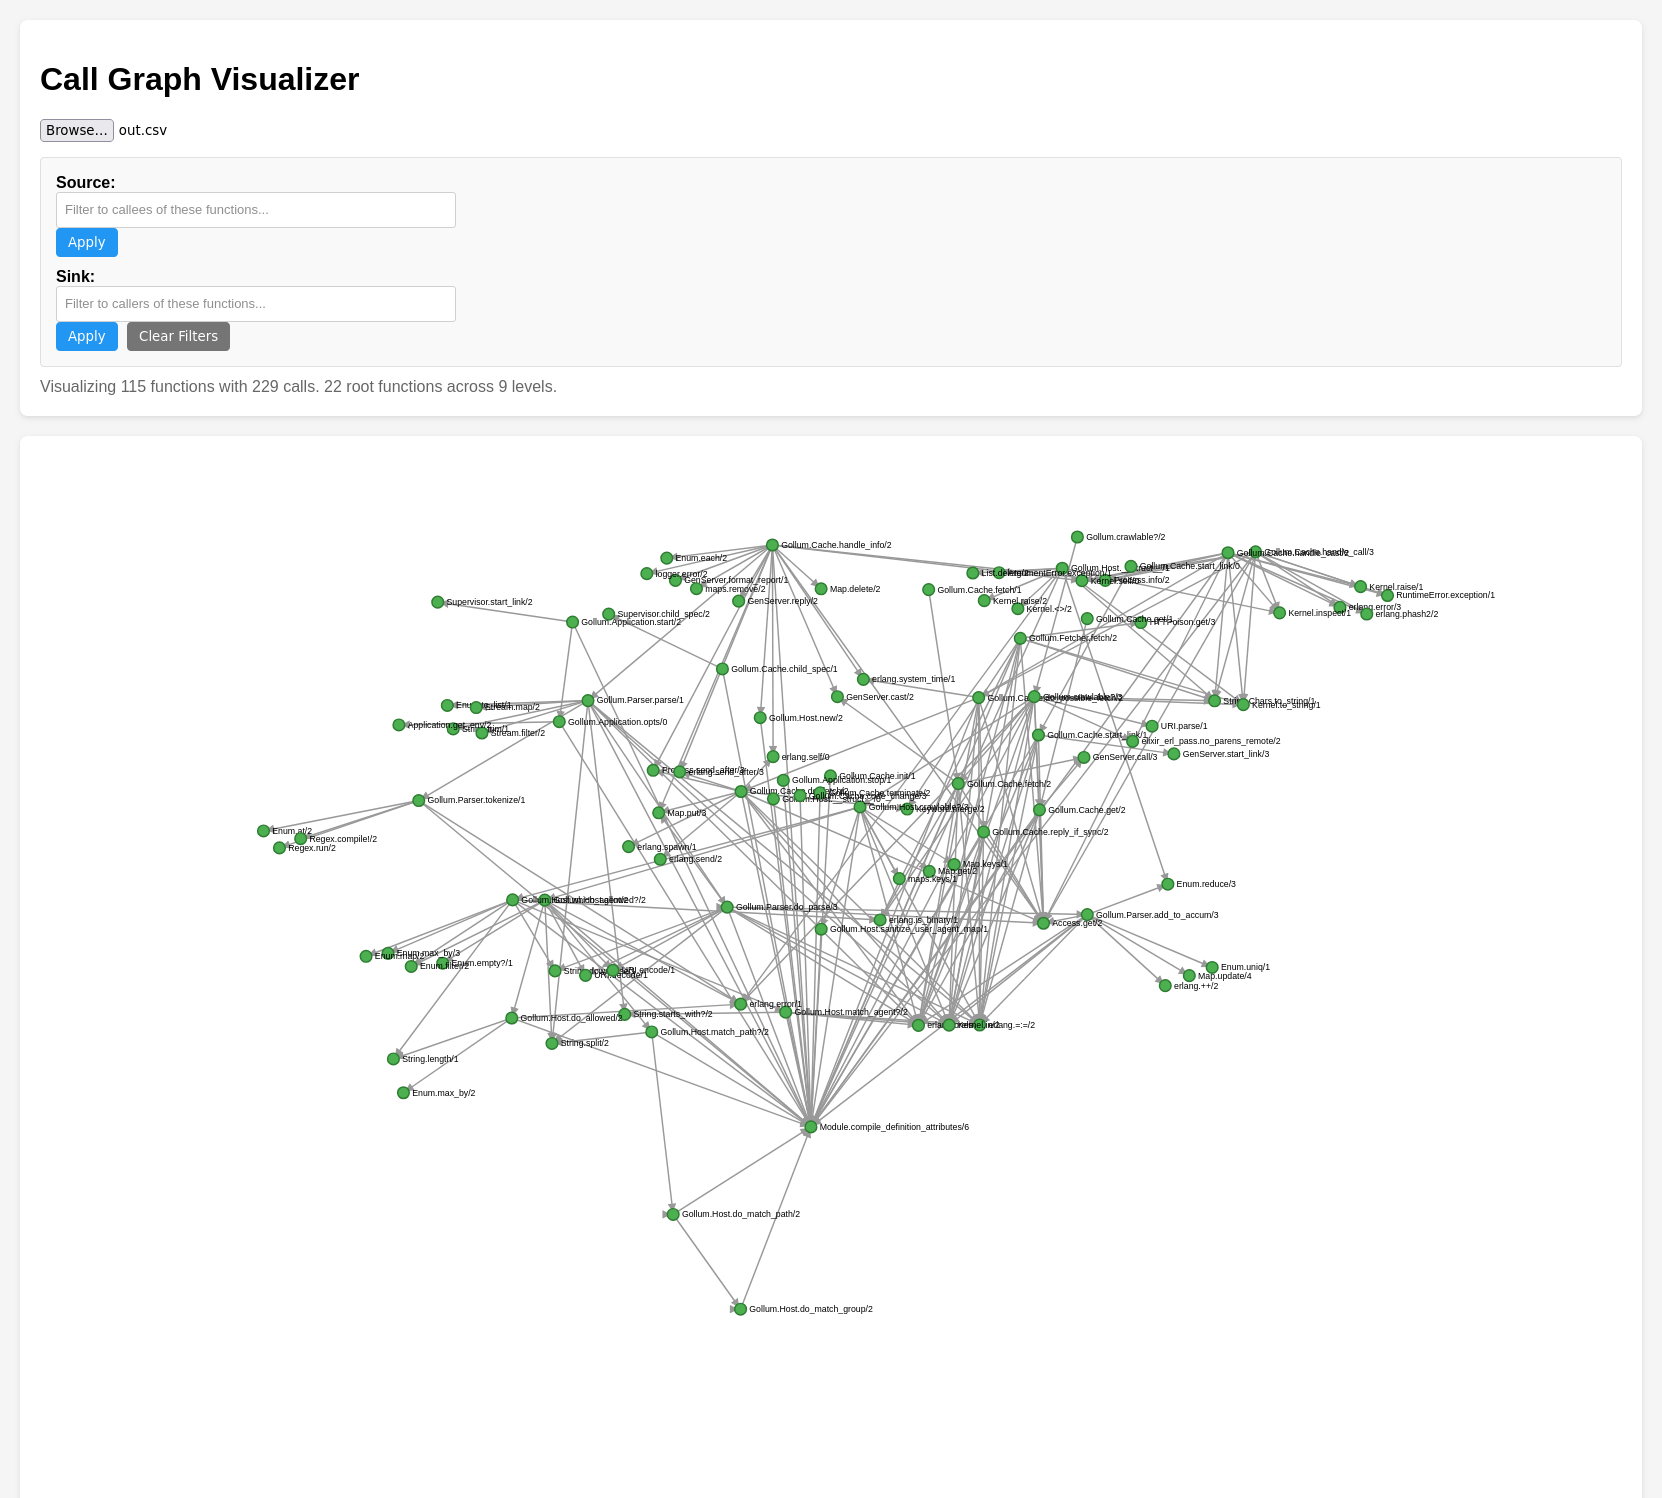 Call Graph Visualizer
Browse... out.csv
Source:
Filter to callees of these functions...
Apply
Sink:
Filter to callers of these functions...
Apply Clear Filters
Visualizing 115 functions with 229 calls. 22 root functions across 9 levels.
Gollum.crawlable?/2
Gollum.Cache.handle_info/2
Gollum.Cache.handle_call/3
Enum.each/2
Gollum.Cache.start_link/0
logger.error/2
GenServer.format_report/1
Process.info/2
maps.remove/2
Map.delete/2
Gollum.Cache.fetch/1
Kernel.raise/1
RuntimeError.exception/1
GenServer.reply/2
Kernel.raise/2
Kernel.<>/2
Kernel.inspect/1
erlang.error/3
erlang.phash2/2
Supervisor.start_link/2
Supervisor.child_spec/2
Gollum.Application.start/2
Gollum.Cache.get/1
Gollum.Fetcher.fetch/2
Gollum.Cache.child_spec/1
erlang.system_time/1
GenServer.cast/2
Gollum.Parser.parse/1
Stream.map/2
Kernel.to_string/1
Gollum.Host.new/2
Gollum.Application.opts/0
Application.get_env/2
Stream.filter/2
URI.parse/1
Gollum.Cache.start_link/1
elixir_erl_pass.no_parens_remote/2
GenServer.start_link/3
GenServer.call/3
erlang.self/0
erlang.send_after/3
Gollum.Cache.init/1
Gollum.Cache.fetch/2
Gollum.Parser.tokenize/1
Map.put/3
Keyword.merge/2
Gollum.Cache.get/2
Gollum.Cache.reply_if_sync/2
Enum.at/2
Regex.compile!/2
Regex.run/2
erlang.spawn/1
erlang.send/2
Map.keys/1
Map.get/2
maps.keys/1
Enum.reduce/3
Gollum.Parser.do_parse/3
Gollum.Parser.add_to_accum/3
erlang.is_binary/1
Access.get/2
Gollum.Host.sanitize_user_agent_map/1
Enum.max_by/3
Enum.filter/2
Enum.empty?/1
URI.encode/1
Enum.uniq/1
Map.update/4
erlang.++/2
erlang.error/1
Gollum.Host.match_agent?/2
String.starts_with?/2
Gollum.Host.do_allowed/2
Gollum.Host.match_path?/2
erlang.=:=/2
String.split/2
String.length/1
Enum.max_by/2
Module.compile_definition_attributes/6
Gollum.Host.do_match_path/2
Gollum.Host.do_match_group/2